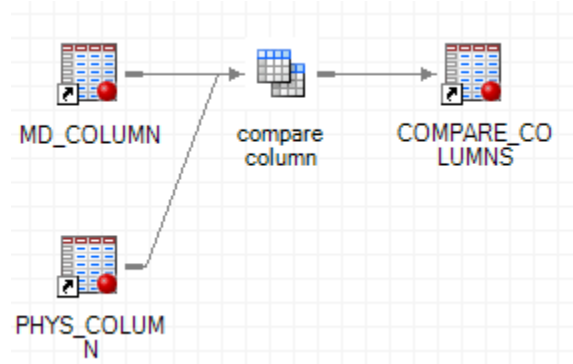 MD_COLUMN
compare
column
COMPARE_CO
LUMNS
PHYS_COLUM
N